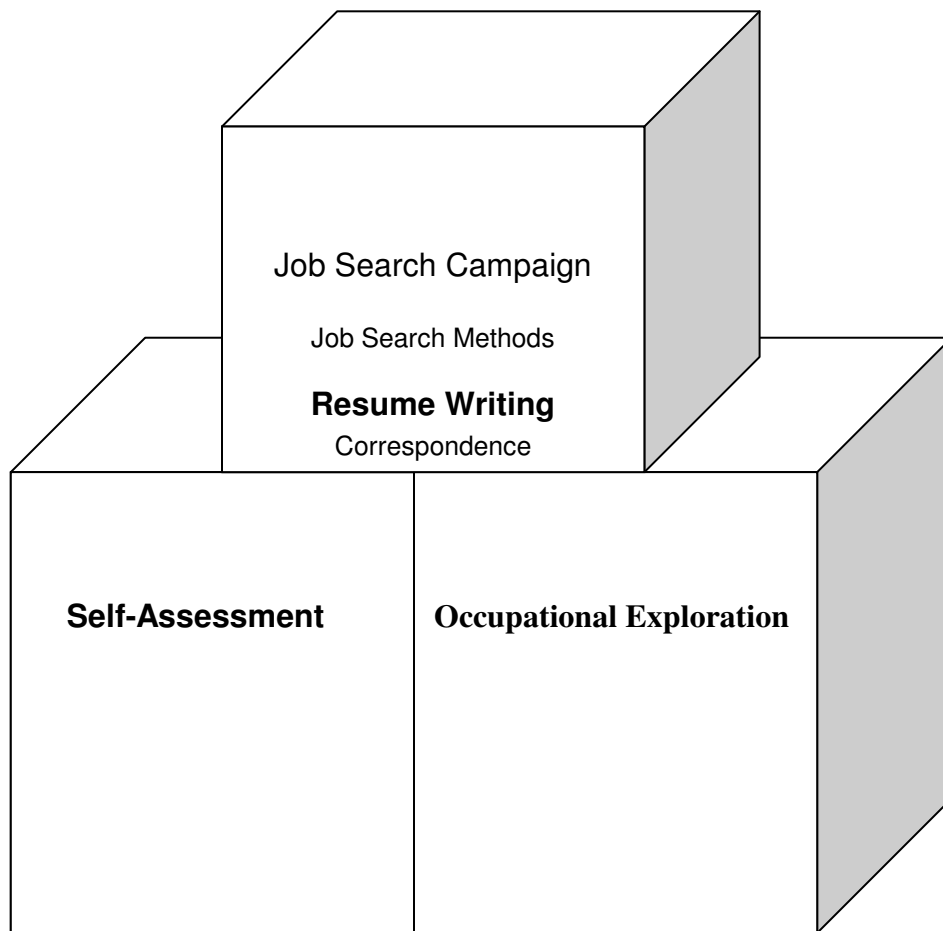 Job Search Campaign
Job Search Methods
Resume Writing
Correspondence
Self-Assessment
Occupational Exploration